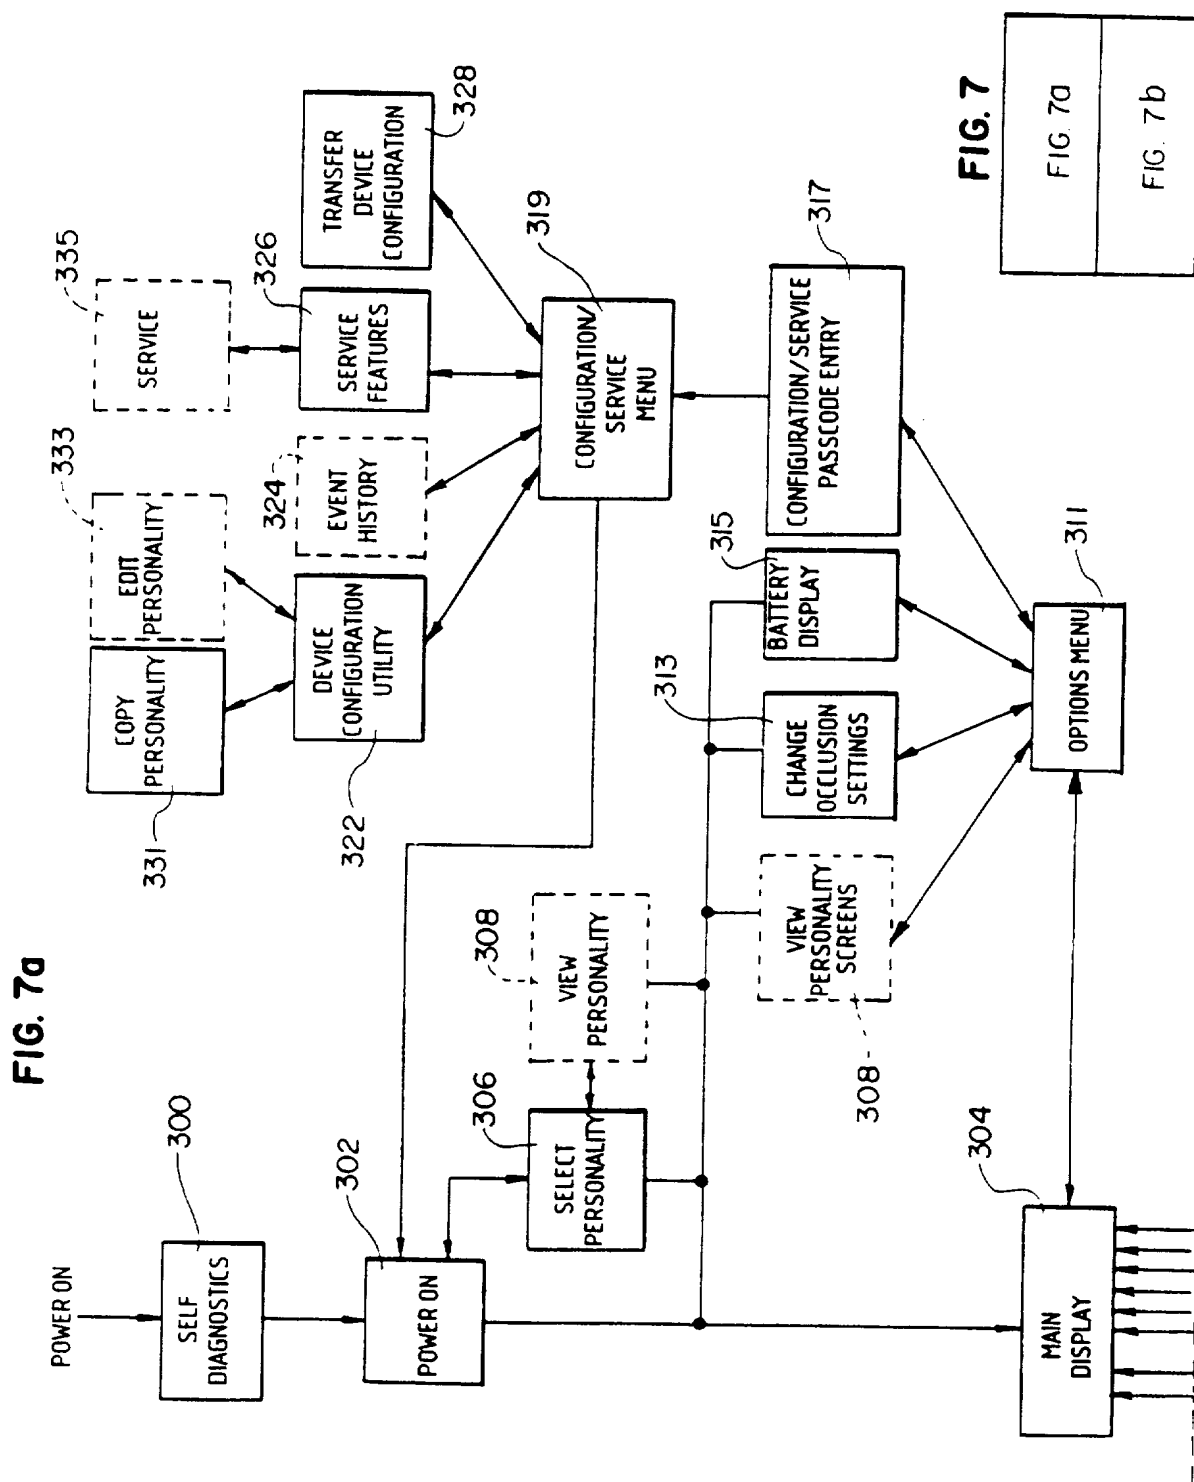 FIG. 7a
POWER ON
SELF
DIAGNOSTICS
300
POWER ON
302
SELECT
PERSONALITY
306
VIEW
PERSONALITY
308
COPY
PERSONALITY
331
EDIT
PERSONALITY
333
SERVICE
335
DEVICE
CONFIGURATION
UTILITY
322
EVENT
HISTORY
324
SERVICE
FEATURES
326
TRANSFER
DEVICE
CONFIGURATION
328
CONFIGURATION/
SERVICE
MENU
319
VIEW
PERSONALITY
SCREENS
308
CHANGE
OCCLUSION
SETTINGS
313
BATTERY
DISPLAY
315
CONFIGURATION/SERVICE
PASSCODE ENTRY
317
MAIN
DISPLAY
304
OPTIONS MENU
311
FIG. 7
FIG. 7a
FIG. 7b